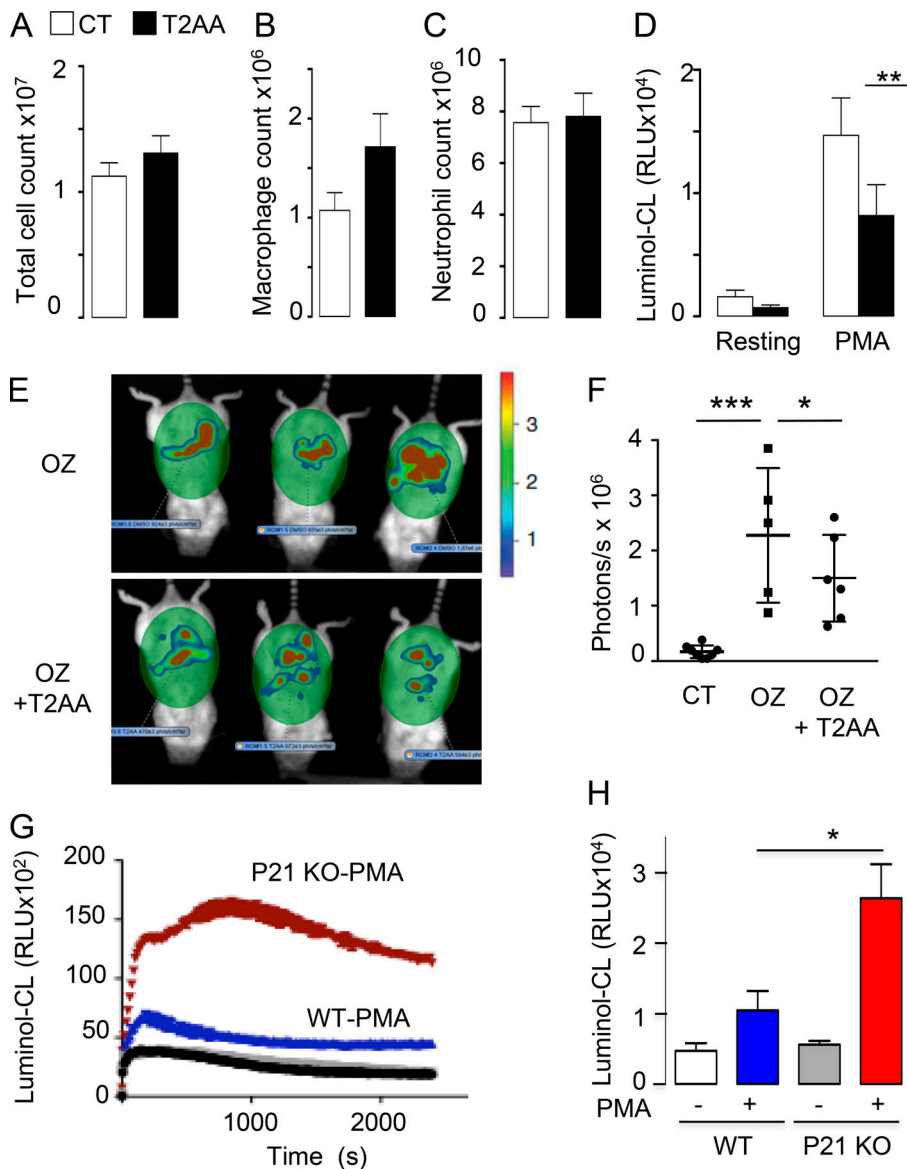 A
CT
T2AA
B
C
D
Total cell count x10⁷
2
1
0
Macrophage count x10⁶
2
1
0
Neutrophil count x10⁶
10
8
6
4
2
0
Luminol-CL (RLUx10⁴)
2
1
0
**
Resting
PMA
E
OZ
OZ
+T2AA
3
2
1
F
***
*
Photons/s x 10⁶
4
3
2
1
0
CT
OZ
OZ
+ T2AA
G
Luminol-CL (RLUx10²)
200
150
100
50
0
P21 KO-PMA
WT-PMA
1000
2000
Time (s)
H
*
Luminol-CL (RLUx10⁴)
3
2
1
0
PMA
-
+
-
+
WT
P21 KO